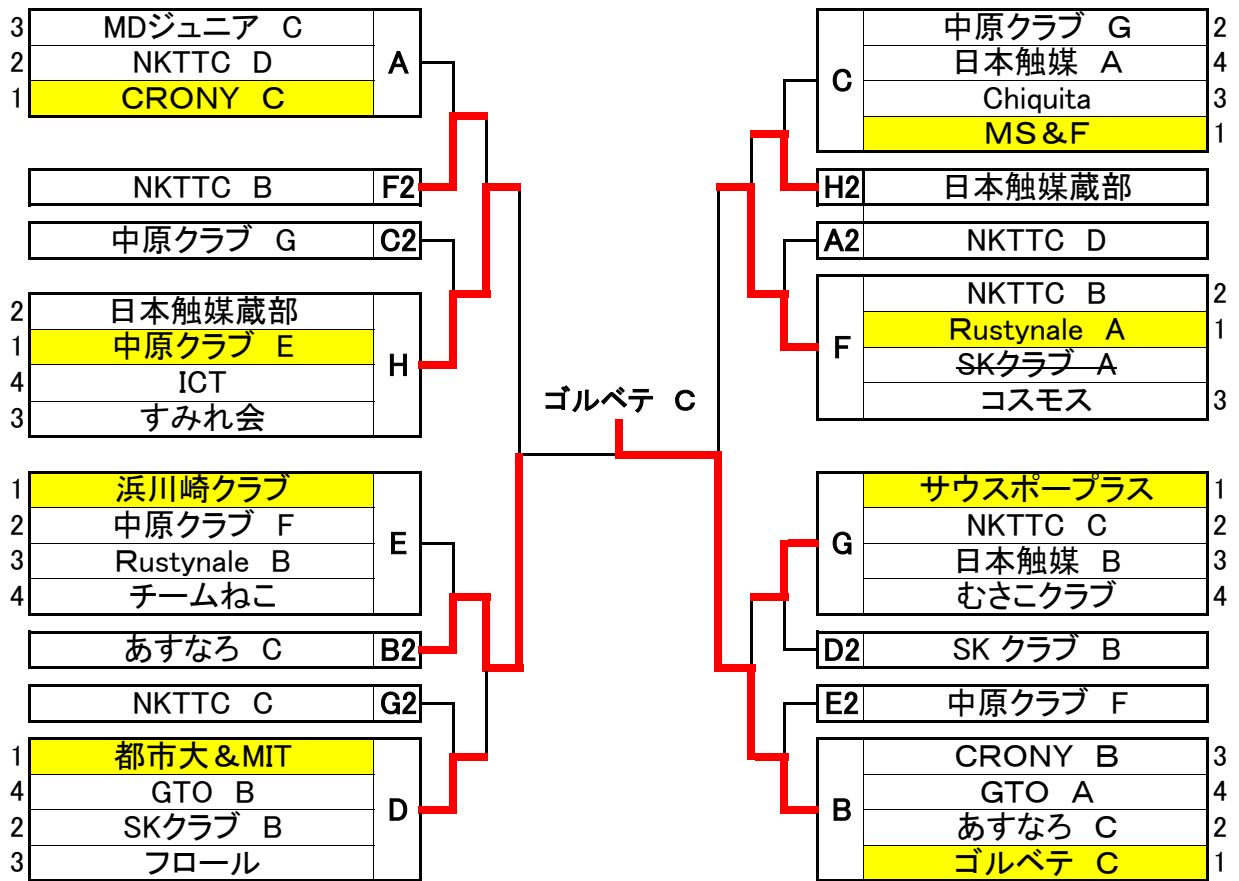 3 MDジュニア C
2 NKTTC D A
1 CRONY C
NKTTC B F2
中原クラブ G C2
2 日本触媒蔵部
1 中原クラブ E
H
4 ICT
3 すみれ会
1 浜川崎クラブ
2 中原クラブ F
E
3 Rustynale B
4 チームねこ
あすなろ C B2
NKTTC C G2
1 都市大&MIT
4 GTO B
D
2 SKクラブ B
3 フロール
ゴルベテ C
中原クラブ G 2
日本触媒 A 4
C
Chiquita 3
MS&F 1
H2 日本触媒蔵部
A2 NKTTC D
NKTTC B 2
Rustynale A 1
F
SKクラブ A
コスモス 3
サウスポープラス 1
NKTTC C 2
G
日本触媒 B 3
むさこクラブ 4
D2 SK クラブ B
E2 中原クラブ F
CRONY B 3
GTO A 4
B
あすなろ C 2
ゴルベテ C 1